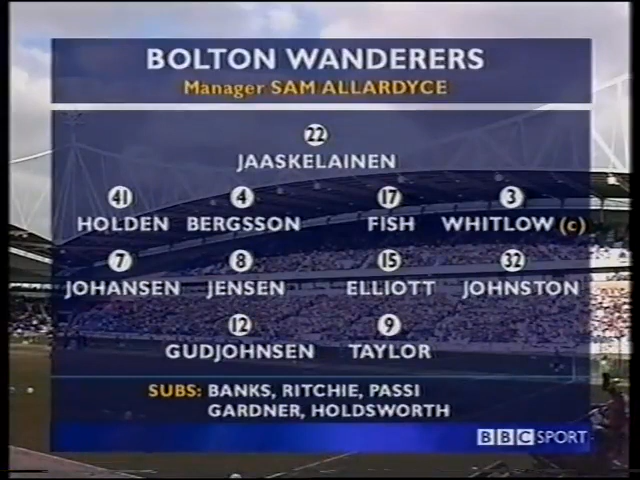 BOLTON WANDERERS
Manager SAM ALLARDYCE
22
JAASKELAINEN
41 4 17 3
HOLDEN BERGSSON FISH WHITLOW (c)
7 8 15 32
JOHANSEN JENSEN ELLIOTT JOHNSTON
12 9
GUDJOHNSEN TAYLOR
SUBS: BANKS, RITCHIE, PASSI
GARDNER, HOLDSWORTH
BBC SPORT